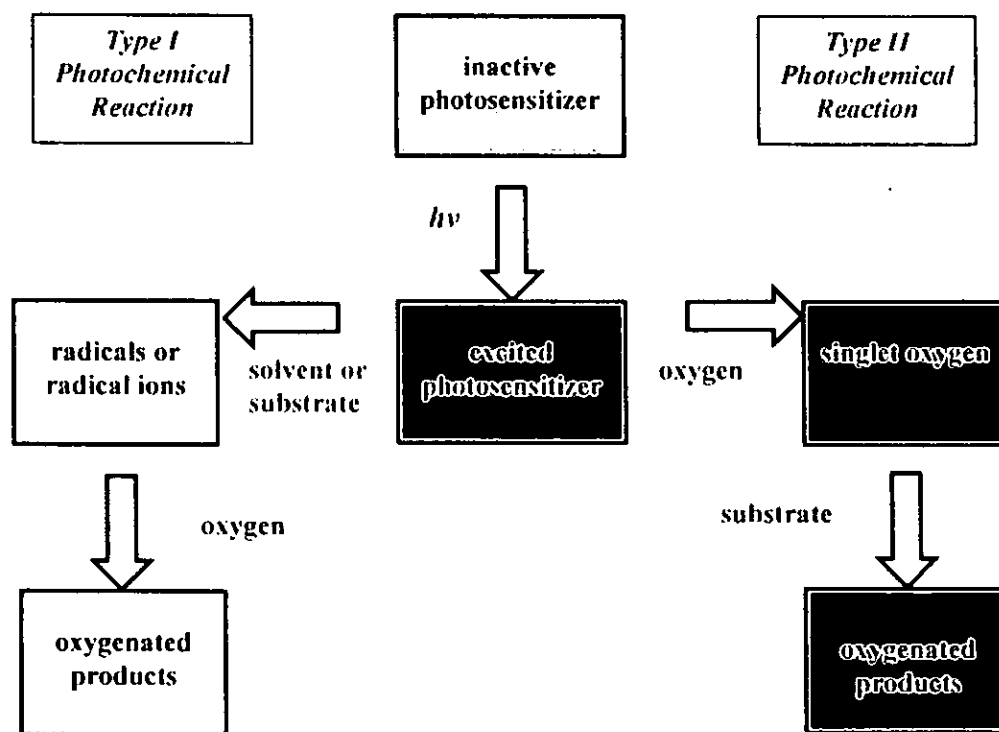 Type I
Photochemical
Reaction
inactive
photosensitizer
Type II
Photochemical
Reaction
hν
radicals or
radical ions
solvent or
substrate
excited
photosensitizer
oxygen
singlet oxygen
oxygen
substrate
oxygenated
products
oxygenated
products